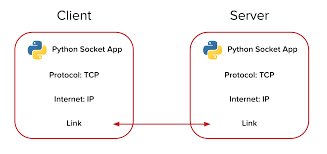 Client
Server
Python Socket App
Python Socket App
Protocol: TCP
Protocol: TCP
Internet: IP
Internet: IP
Link
Link